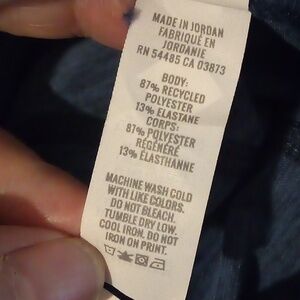 MADE IN JORDAN
FABRIQUÉ EN
JORDANIE
RN 54485 CA 03873
BODY:
87% RECYCLED
POLYESTER
13% ELASTANE
CORPS:
87% POLYESTER
RÉGÉNÉRÉ
13% ÉLASTHANNE
MACHINE WASH COLD
WITH LIKE COLORS.
DO NOT BLEACH.
TUMBLE DRY LOW.
COOL IRON. DO NOT
IRON ON PRINT.